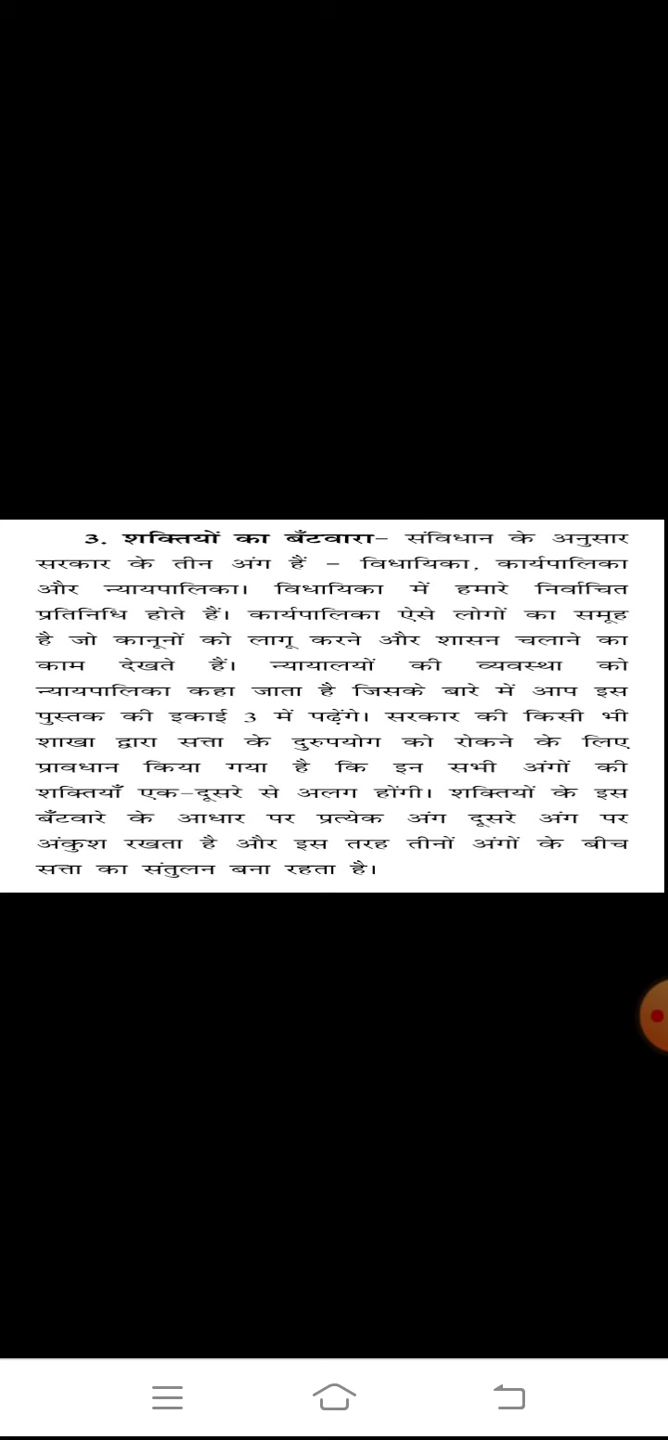 3. शक्तियों का बँटवारा– संविधान के अनुसार
सरकार के तीन अंग हैं – विधायिका, कार्यपालिका
और न्यायपालिका। विधायिका में हमारे निर्वाचित
प्रतिनिधि होते हैं। कार्यपालिका ऐसे लोगों का समूह
है जो कानूनों को लागू करने और शासन चलाने का
काम देखते हैं। न्यायालयों की व्यवस्था को
न्यायपालिका कहा जाता है जिसके बारे में आप इस
पुस्तक की इकाई 3 में पढ़ेंगे। सरकार की किसी भी
शाखा द्वारा सत्ता के दुरुपयोग को रोकने के लिए
प्रावधान किया गया है कि इन सभी अंगों की
शक्तियाँ एक–दूसरे से अलग होंगी। शक्तियों के इस
बँटवारे के आधार पर प्रत्येक अंग दूसरे अंग पर
अंकुश रखता है और इस तरह तीनों अंगों के बीच
सत्ता का संतुलन बना रहता है।